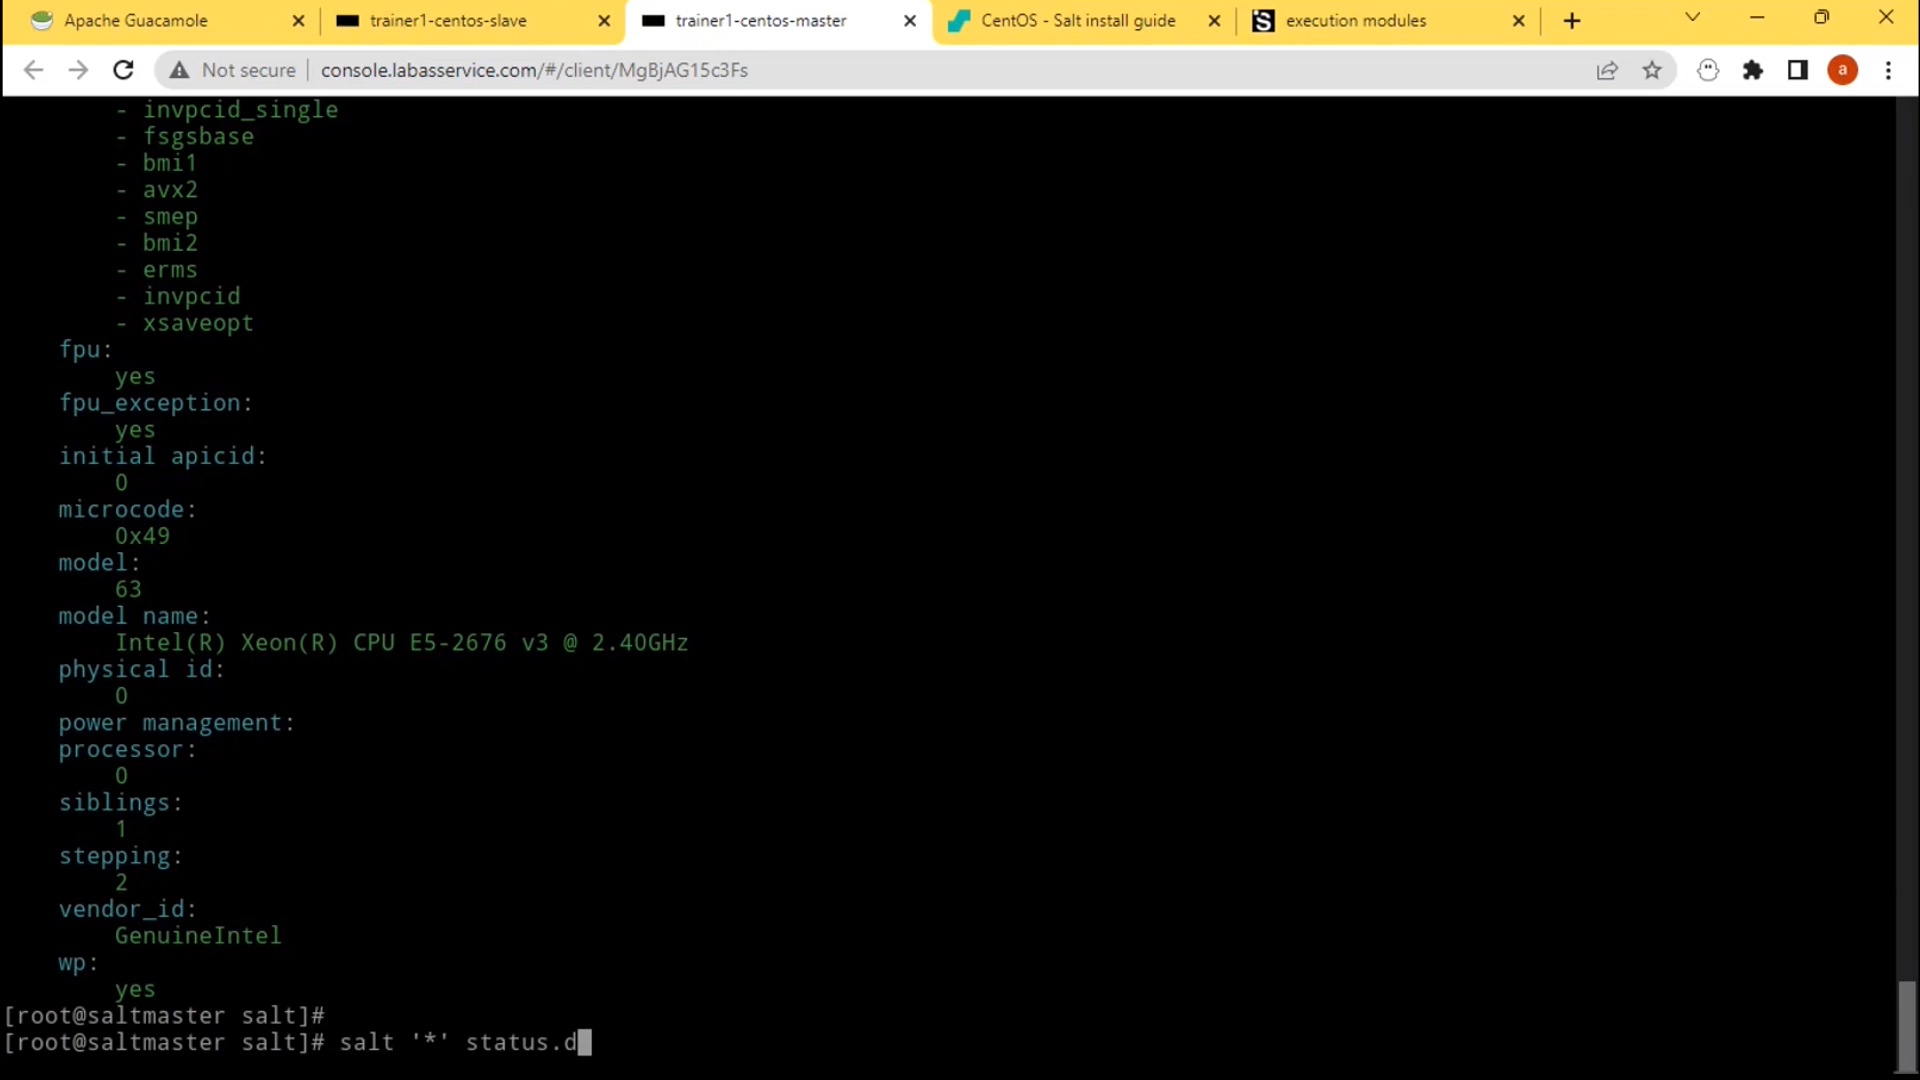 Apache Guacamole
trainer1-centos-slave
trainer1-centos-master
CentOS - Salt install guide
execution modules
Not secure
console.labasservice.com/#/client/MgBjAG15c3Fs
a
- invpcid_single
- fsgsbase
- bmi1
- avx2
- smep
- bmi2
- erms
- invpcid
- xsaveopt
fpu:
yes
fpu_exception:
yes
initial apicid:
0
microcode:
0x49
model:
63
model name:
Intel(R) Xeon(R) CPU E5-2676 v3 @ 2.40GHz
physical id:
0
power management:
processor:
0
siblings:
1
stepping:
2
vendor_id:
GenuineIntel
wp:
yes
[root@saltmaster salt]#
[root@saltmaster salt]# salt '*' status.d